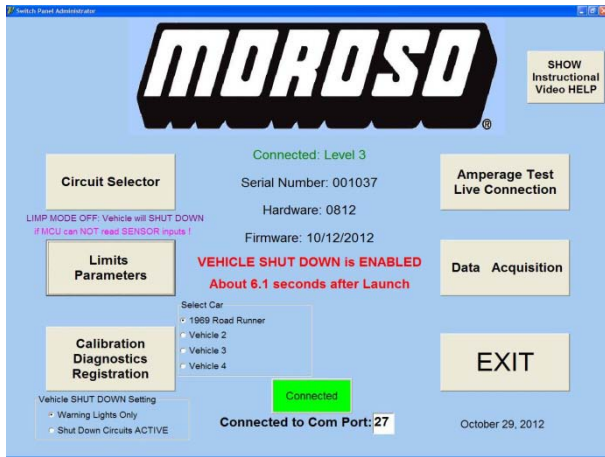 Switch Panel Administrator
MOROSO
®
SHOW
Instructional
Video HELP
Connected: Level 3
Circuit Selector
Serial Number: 001037
Amperage Test
Live Connection
Hardware: 0812
LIMP MODE OFF: Vehicle will SHUT DOWN
if MCU can NOT read SENSOR inputs !
Firmware: 10/12/2012
Limits
Parameters
VEHICLE SHUT DOWN is ENABLED
About 6.1 seconds after Launch
Data Acquisition
Select Car
1969 Road Runner
Vehicle 2
Vehicle 3
Vehicle 4
Calibration
Diagnostics
Registration
EXIT
Vehicle SHUT DOWN Setting
Warning Lights Only
Shut Down Circuits ACTIVE
Connected
Connected to Com Port: 27
October 29, 2012